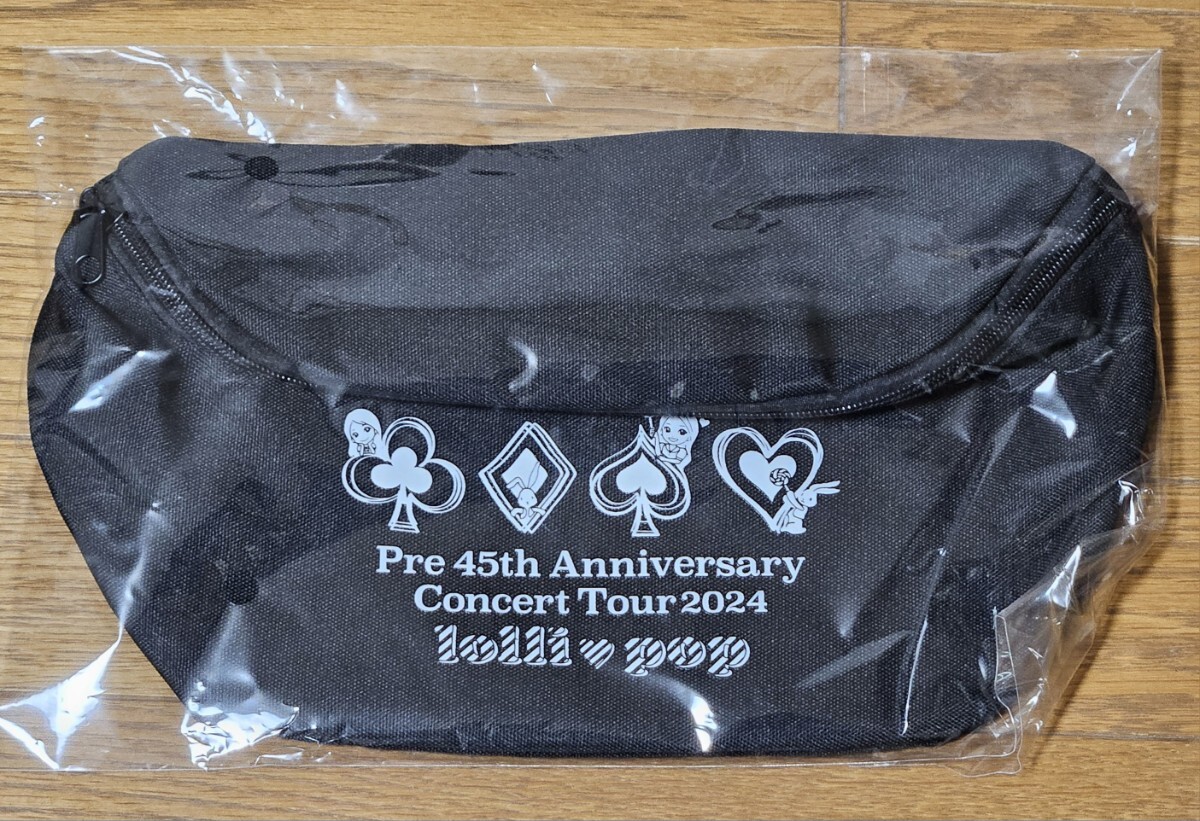 Pre 45th Anniversary
Concert Tour 2024
lolli♥pop